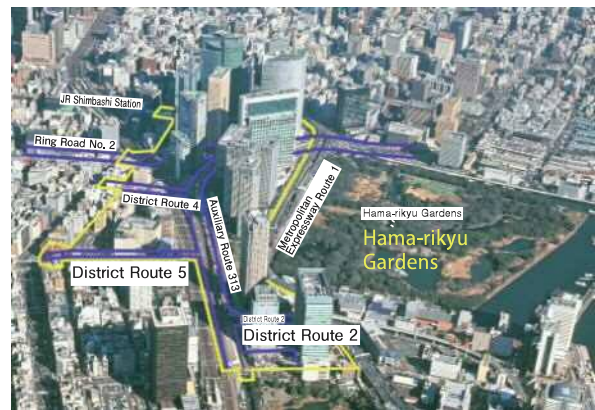 JR Shimbashi Station
Ring Road No. 2
District Route 4
Auxiliary Route 313
Metropolitan
Expressway Route 1
Hama-rikyu Gardens
Hama-rikyu
Gardens
District Route 5
District Route 2
District Route 2